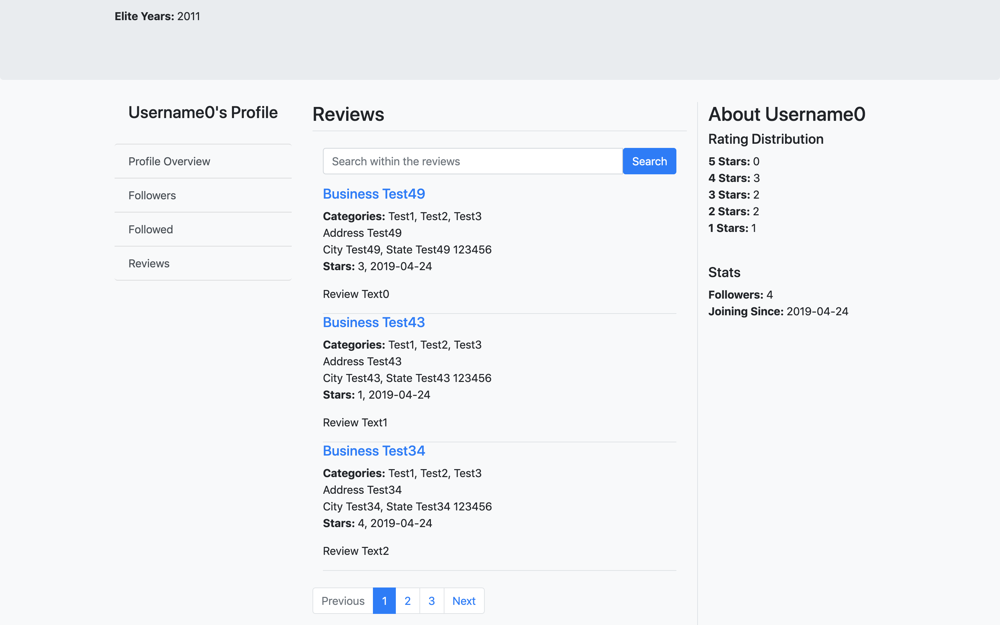 Elite Years: 2011
Username0's Profile
Profile Overview
Followers
Followed
Reviews
Reviews
Search within the reviews
Search
Business Test49
Categories: Test1, Test2, Test3
Address Test49
City Test49, State Test49 123456
Stars: 3, 2019-04-24
Review Text0
Business Test43
Categories: Test1, Test2, Test3
Address Test43
City Test43, State Test43 123456
Stars: 1, 2019-04-24
Review Text1
Business Test34
Categories: Test1, Test2, Test3
Address Test34
City Test34, State Test34 123456
Stars: 4, 2019-04-24
Review Text2
Previous 1 2 3 Next
About Username0
Rating Distribution
5 Stars: 0
4 Stars: 3
3 Stars: 2
2 Stars: 2
1 Stars: 1
Stats
Followers: 4
Joining Since: 2019-04-24